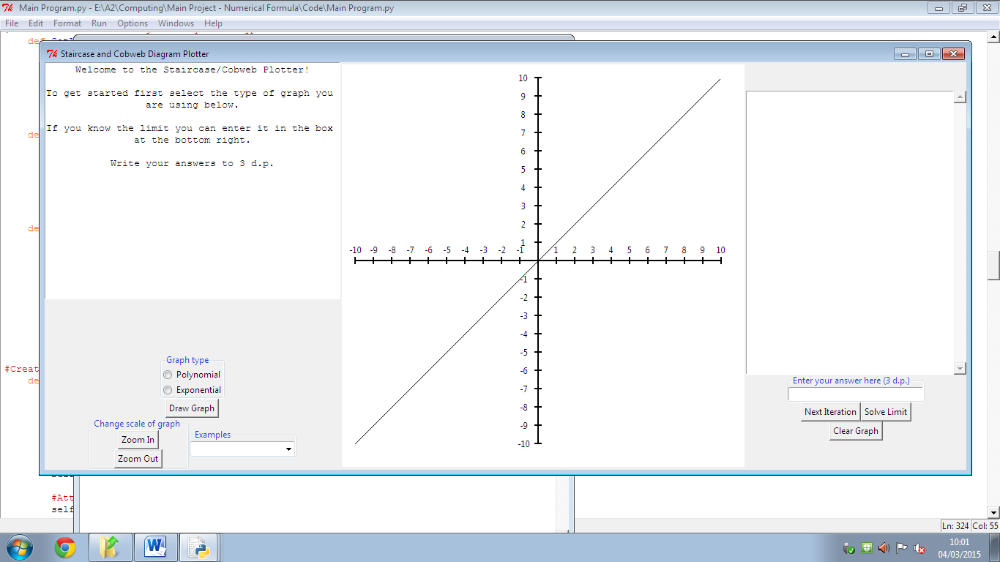 Main Program.py - E:\A2\Computing\Main Project - Numerical Formula\Code\Main Program.py
File Edit Format Run Options Windows Help
Staircase and Cobweb Diagram Plotter
Welcome to the Staircase/Cobweb Plotter!
To get started first select the type of graph you
are using below.
If you know the limit you can enter it in the box
at the bottom right.
Write your answers to 3 d.p.
10
9
8
7
6
5
4
3
2
1
-10 -9 -8 -7 -6 -5 -4 -3 -2 -1 1 2 3 4 5 6 7 8 9 10
-1
-2
-3
-4
-5
-6
-7
-8
-9
-10
Graph type
Polynomial
Exponential
Draw Graph
Change scale of graph
Zoom In
Zoom Out
Examples
Enter your answer here (3 d.p.)
Next Iteration Solve Limit
Clear Graph
de
de
de
#Creat
de
#Att
self
Ln: 324 Col: 55
10:01
04/03/2015